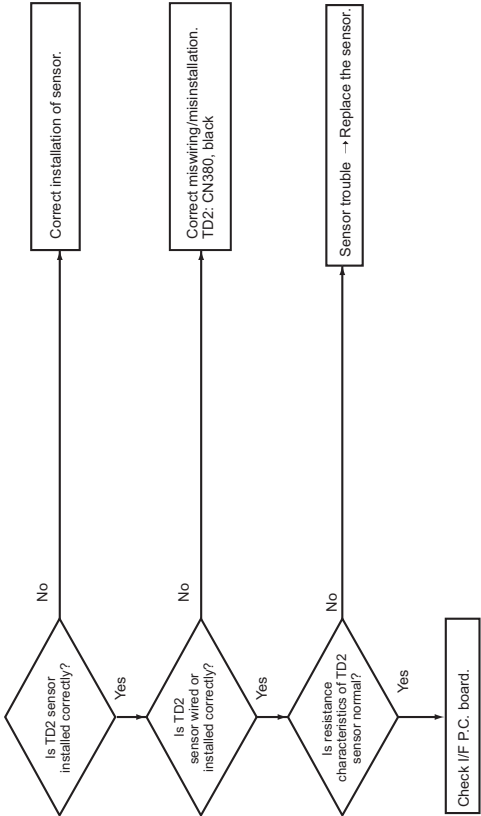 Is TD2 sensor
installed correctly?
No
Correct installation of sensor.
Yes
Is TD2
sensor wired or
installed correctly?
No
Correct miswiring/misinstallation.
TD2: CN380, black
Yes
Is resistance
characteristics of TD2
sensor normal?
No
Sensor trouble → Replace the sensor.
Yes
Check I/F P.C. board.